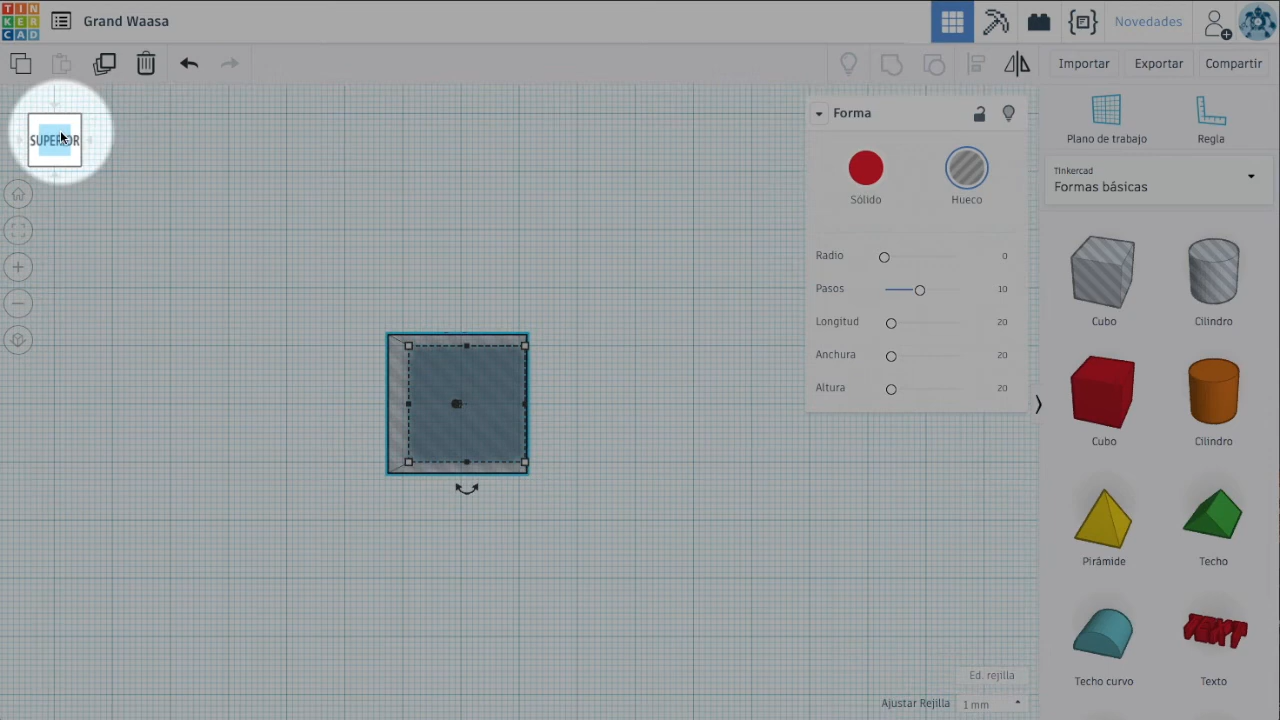 TIN
KER
CAD
Grand Waasa
Novedades
Importar
Exportar
Compartir
SUPERIOR
Forma
Sólido
Hueco
Radio 0
Pasos 10
Longitud 20
Anchura 20
Altura 20
Plano de trabajo
Regla
Tinkercad
Formas básicas
Cubo
Cilindro
Cubo
Cilindro
Pirámide
Techo
TEXT
Techo curvo
Texto
Ed. rejilla
Ajustar Rejilla 1 mm